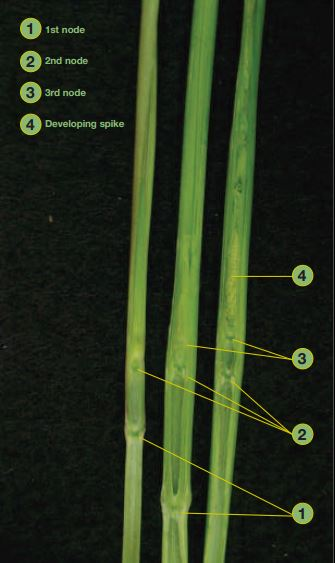 1 1st node
2 2nd node
3 3rd node
4 Developing spike
4
3
2
1